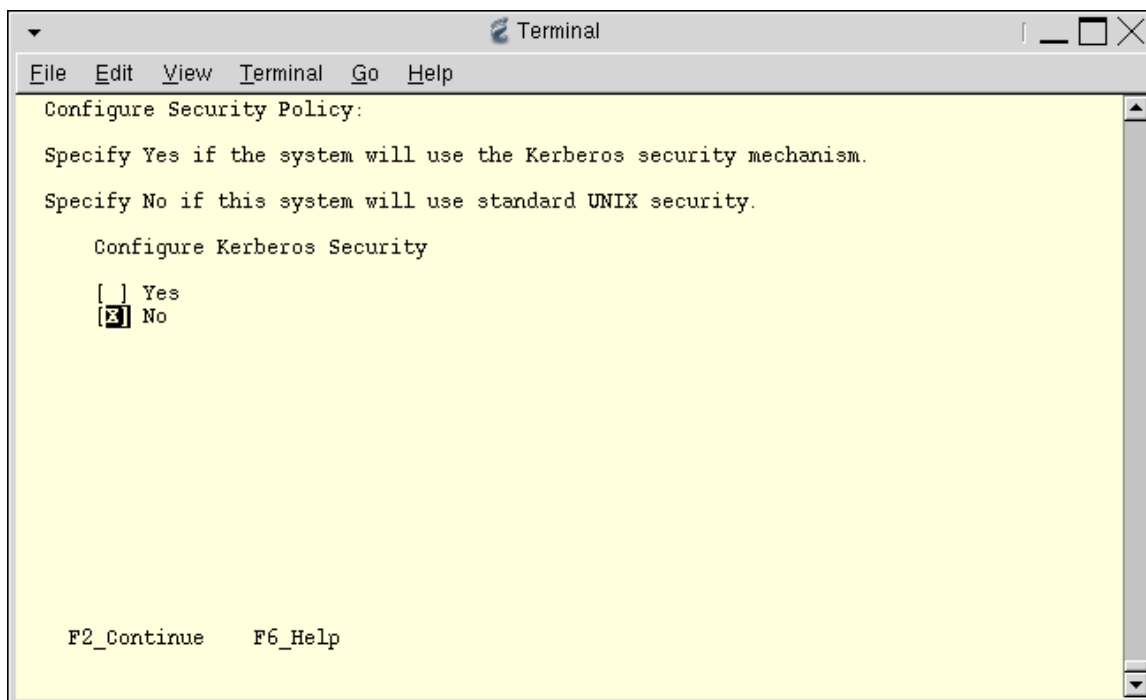 Terminal
File Edit View Terminal Go Help
Configure Security Policy:
Specify Yes if the system will use the Kerberos security mechanism.
Specify No if this system will use standard UNIX security.
Configure Kerberos Security
[ ] Yes
[X] No
F2_Continue F6_Help